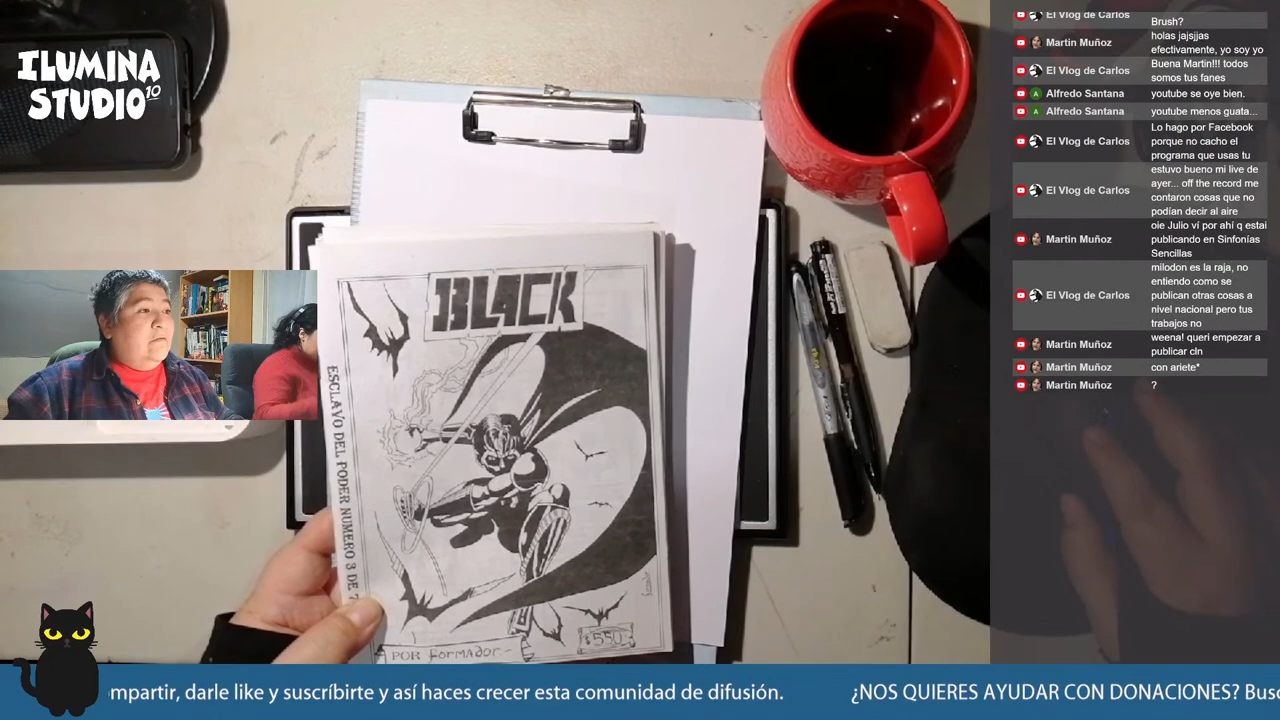 ILUMINA
STUDIO 2.0
BLACK
ESCLAVO DEL PODER NUMERO 3 DE 7
POR FORMADOR-
$550
El Vlog de Carlos
Brush?
Martin Muñoz
holas jajsjjas
efectivamente, yo soy yo
El Vlog de Carlos
Buena Martin!!! todos
somos tus fanes
Alfredo Santana
youtube se oye bien.
Alfredo Santana
youtube menos guata...
El Vlog de Carlos
Lo hago por Facebook
porque no cacho el
programa que usas tu
El Vlog de Carlos
estuvo bueno mi live de
ayer... off the record me
contaron cosas que no
podían decir al aire
Martin Muñoz
oie Julio ví por ahí q estai
publicando en Sinfonías
Sencillas
El Vlog de Carlos
milodon es la raja, no
entiendo como se
publican otras cosas a
nivel nacional pero tus
trabajos no
Martin Muñoz
weena! queri empezar a
publicar cln
Martin Muñoz
con ariete*
Martin Muñoz
?
ompartir, darle like y suscríbirte y así haces crecer esta comunidad de difusión.
¿NOS QUIERES AYUDAR CON DONACIONES? Busc